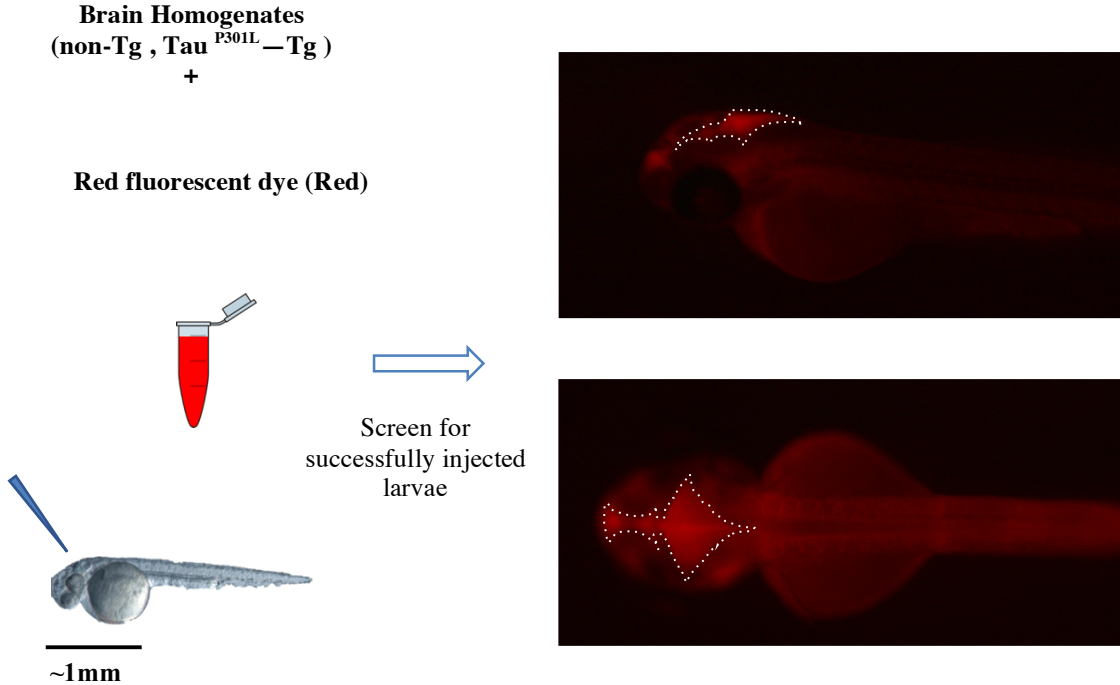 Brain Homogenates
(non-Tg , Tau P301L—Tg )
+
Red fluorescent dye (Red)
Screen for
successfully injected
larvae
~1mm